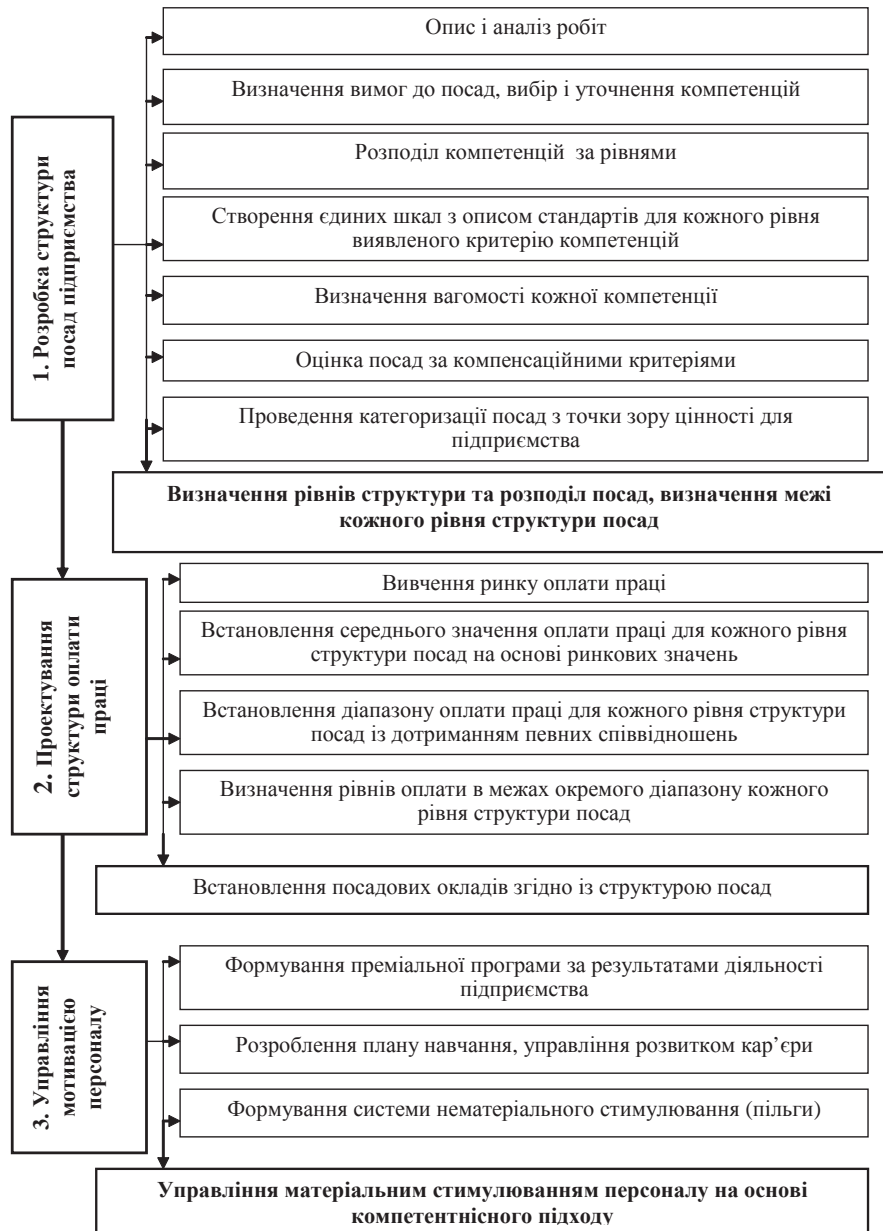 1. Розробка структури
посад підприємства
Опис і аналіз робіт
Визначення вимог до посад, вибір і уточнення компетенцій
Розподіл компетенцій за рівнями
Створення єдиних шкал з описом стандартів для кожного рівня
виявленого критерію компетенцій
Визначення вагомості кожної компетенції
Оцінка посад за компенсаційними критеріями
Проведення категоризації посад з точки зору цінності для
підприємства
Визначення рівнів структури та розподіл посад, визначення межі
кожного рівня структури посад
2. Проектування
структури оплати
праці
Вивчення ринку оплати праці
Встановлення середнього значення оплати праці для кожного рівня
структури посад на основі ринкових значень
Встановлення діапазону оплати праці для кожного рівня структури
посад із дотриманням певних співвідношень
Визначення рівнів оплати в межах окремого діапазону кожного
рівня структури посад
Встановлення посадових окладів згідно із структурою посад
3. Управління
мотивацією
персоналу
Формування преміальної програми за результатами діяльності
підприємства
Розроблення плану навчання, управління розвитком кар’єри
Формування системи нематеріального стимулювання (пільги)
Управління матеріальним стимулюванням персоналу на основі
компетентнісного підходу